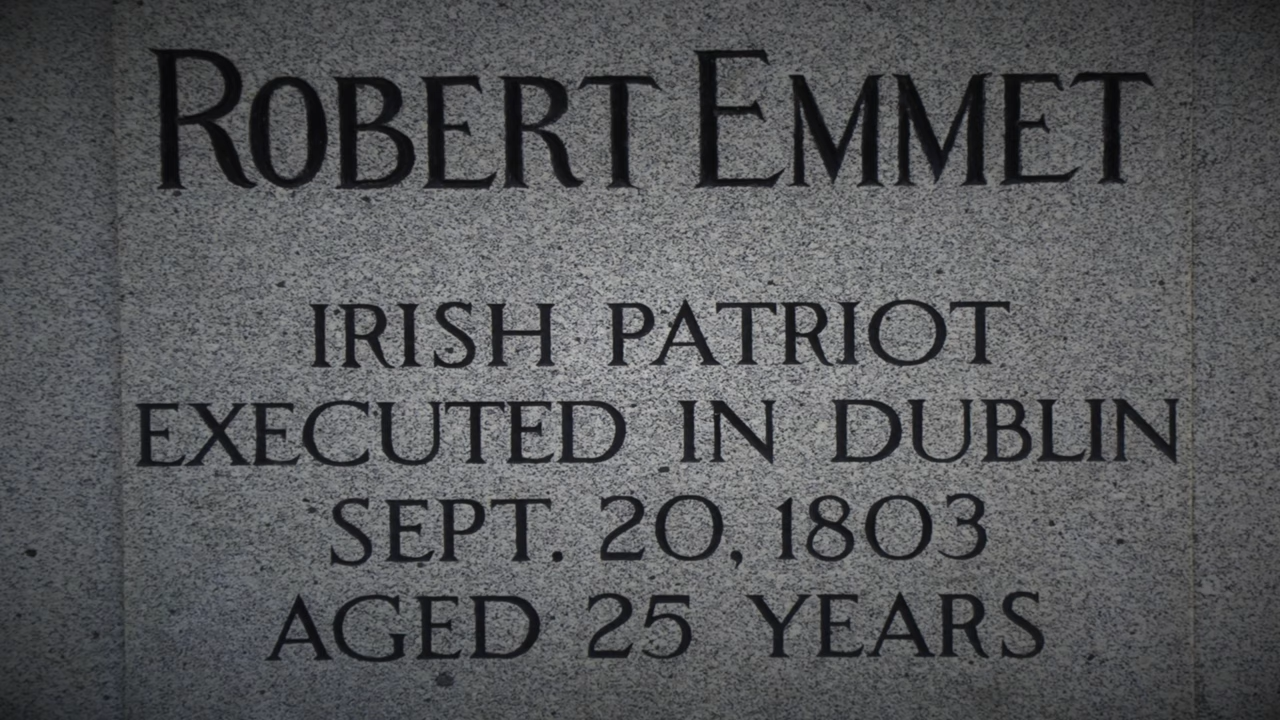 ROBERT EMMET
IRISH PATRIOT
EXECUTED IN DUBLIN
SEPT. 20, 1803
AGED 25 YEARS